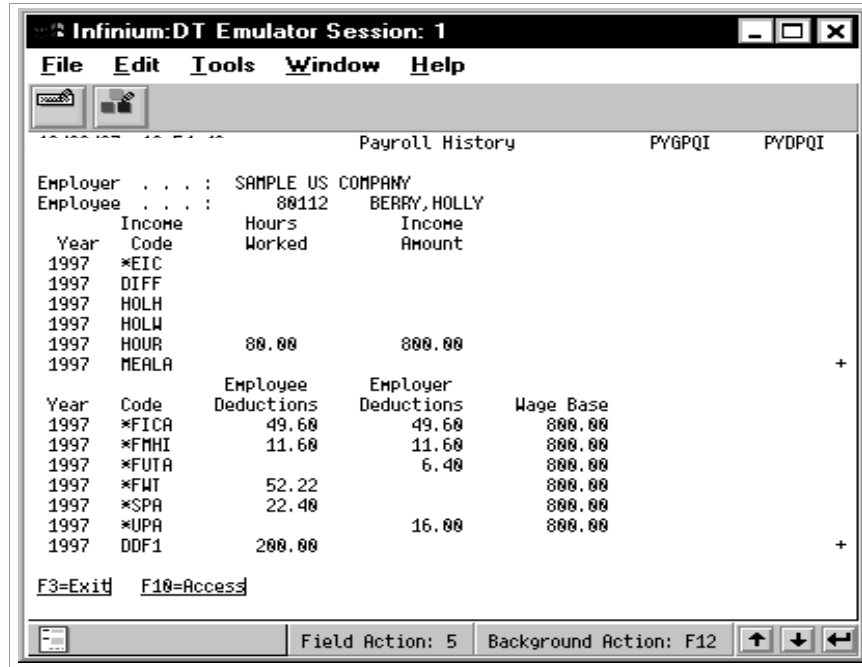 Infinium:DT Emulator Session: 1
File Edit Tools Window Help
Payroll History PYGPQI PYDPQI
Employer . . . : SAMPLE US COMPANY
Employee . . . : 80112 BERRY,HOLLY
Income Hours Income
Year Code Worked Amount
1997 *EIC
1997 DIFF
1997 HOLH
1997 HOLW
1997 HOUR 80.00 800.00
1997 MEALA +
Employee Employer
Year Code Deductions Deductions Wage Base
1997 *FICA 49.60 49.60 800.00
1997 *FMHI 11.60 11.60 800.00
1997 *FUTA 6.40 800.00
1997 *FWT 52.22 800.00
1997 *SPA 22.40 800.00
1997 *UPA 16.00 800.00
1997 DDF1 200.00 +
F3=Exit F10=Access
Field Action: 5 Background Action: F12